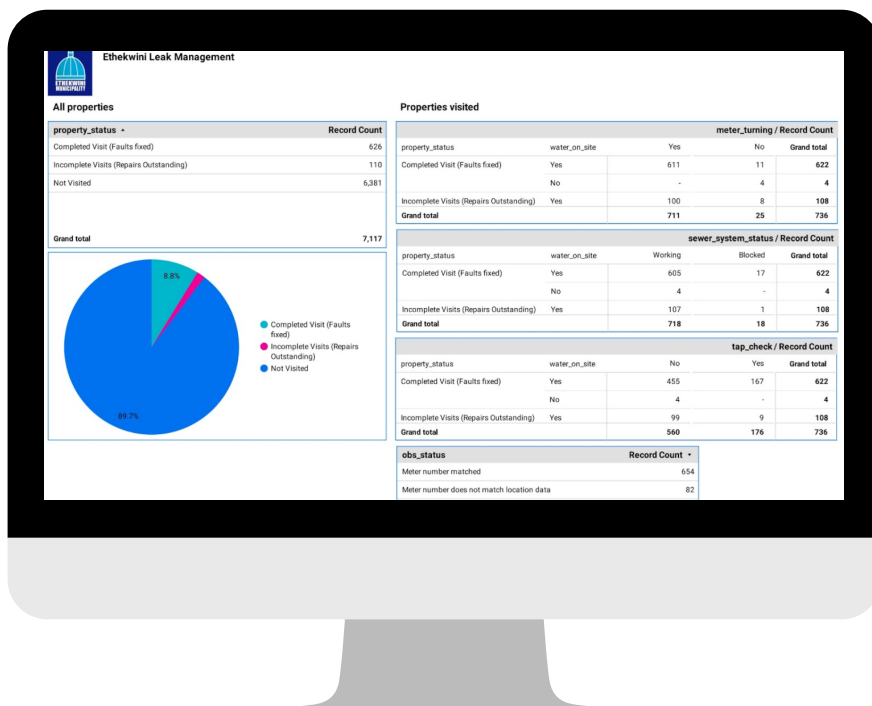 Ethekwini Leak Management
ETHEKWINI
MUNICIPALITY
All properties
property_status Record Count
Completed Visit (Faults fixed) 626
Incomplete Visits (Repairs Outstanding) 110
Not Visited 6,381
Grand total 7,117
8.8%
89.7%
Completed Visit (Faults
fixed)
Incomplete Visits (Repairs
Outstanding)
Not Visited
Properties visited
meter_turning / Record Count
property_status water_on_site Yes No Grand total
Completed Visit (Faults fixed) Yes 611 11 622
No - 4 4
Incomplete Visits (Repairs Outstanding) Yes 100 8 108
Grand total 711 25 736
sewer_system_status / Record Count
property_status water_on_site Working Blocked Grand total
Completed Visit (Faults fixed) Yes 605 17 622
No 4 - 4
Incomplete Visits (Repairs Outstanding) Yes 107 1 108
Grand total 718 18 736
tap_check / Record Count
property_status water_on_site No Yes Grand total
Completed Visit (Faults fixed) Yes 455 167 622
No 4 - 4
Incomplete Visits (Repairs Outstanding) Yes 99 9 108
Grand total 560 176 736
obs_status Record Count
Meter number matched 654
Meter number does not match location data 82